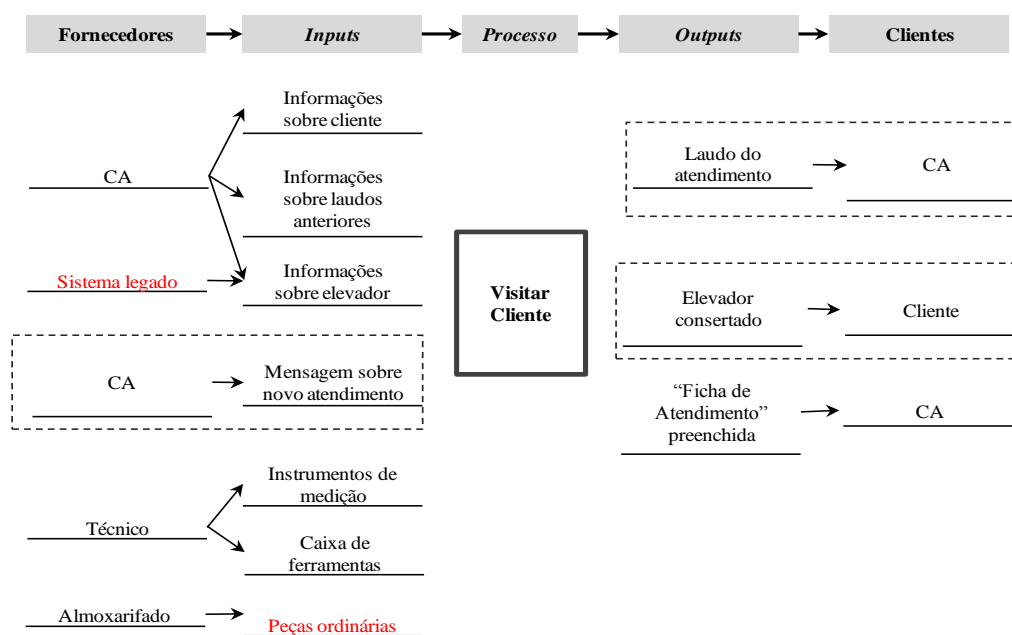 Fornecedores
Inputs
Processo
Outputs
Clientes
Informações
sobre cliente
CA
Informações
sobre laudos
anteriores
Sistema legado
Informações
sobre elevador
CA
Mensagem sobre
novo atendimento
Técnico
Instrumentos de
medição
Caixa de
ferramentas
Almoxarifado
Peças ordinárias
Visitar
Cliente
Laudo do
atendimento
CA
Elevador
consertado
Cliente
“Ficha de
Atendimento”
preenchida
CA